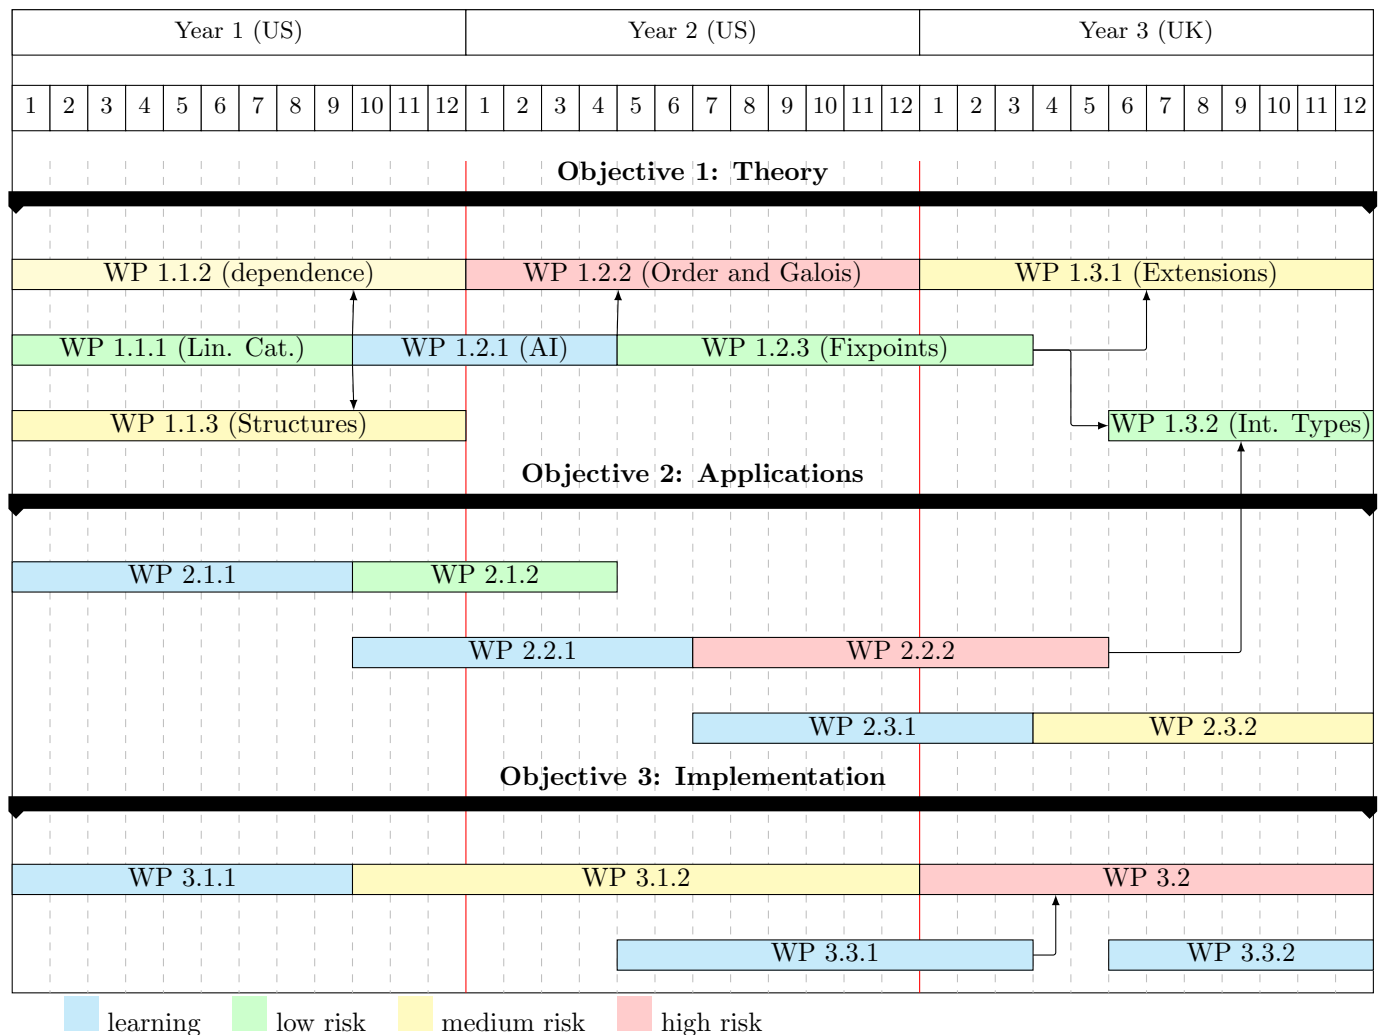 Year 1 (US) Year 2 (US) Year 3 (UK)
1 2 3 4 5 6 7 8 9 10 11 12 1 2 3 4 5 6 7 8 9 10 11 12 1 2 3 4 5 6 7 8 9 10 11 12
Objective 1: Theory
WP 1.1.2 (dependence) WP 1.2.2 (Order and Galois) WP 1.3.1 (Extensions)
WP 1.1.1 (Lin. Cat.) WP 1.2.1 (AI) WP 1.2.3 (Fixpoints)
WP 1.1.3 (Structures) WP 1.3.2 (Int. Types)
Objective 2: Applications
WP 2.1.1 WP 2.1.2
WP 2.2.1 WP 2.2.2
WP 2.3.1 WP 2.3.2
Objective 3: Implementation
WP 3.1.1 WP 3.1.2 WP 3.2
WP 3.3.1 WP 3.3.2
learning low risk medium risk high risk